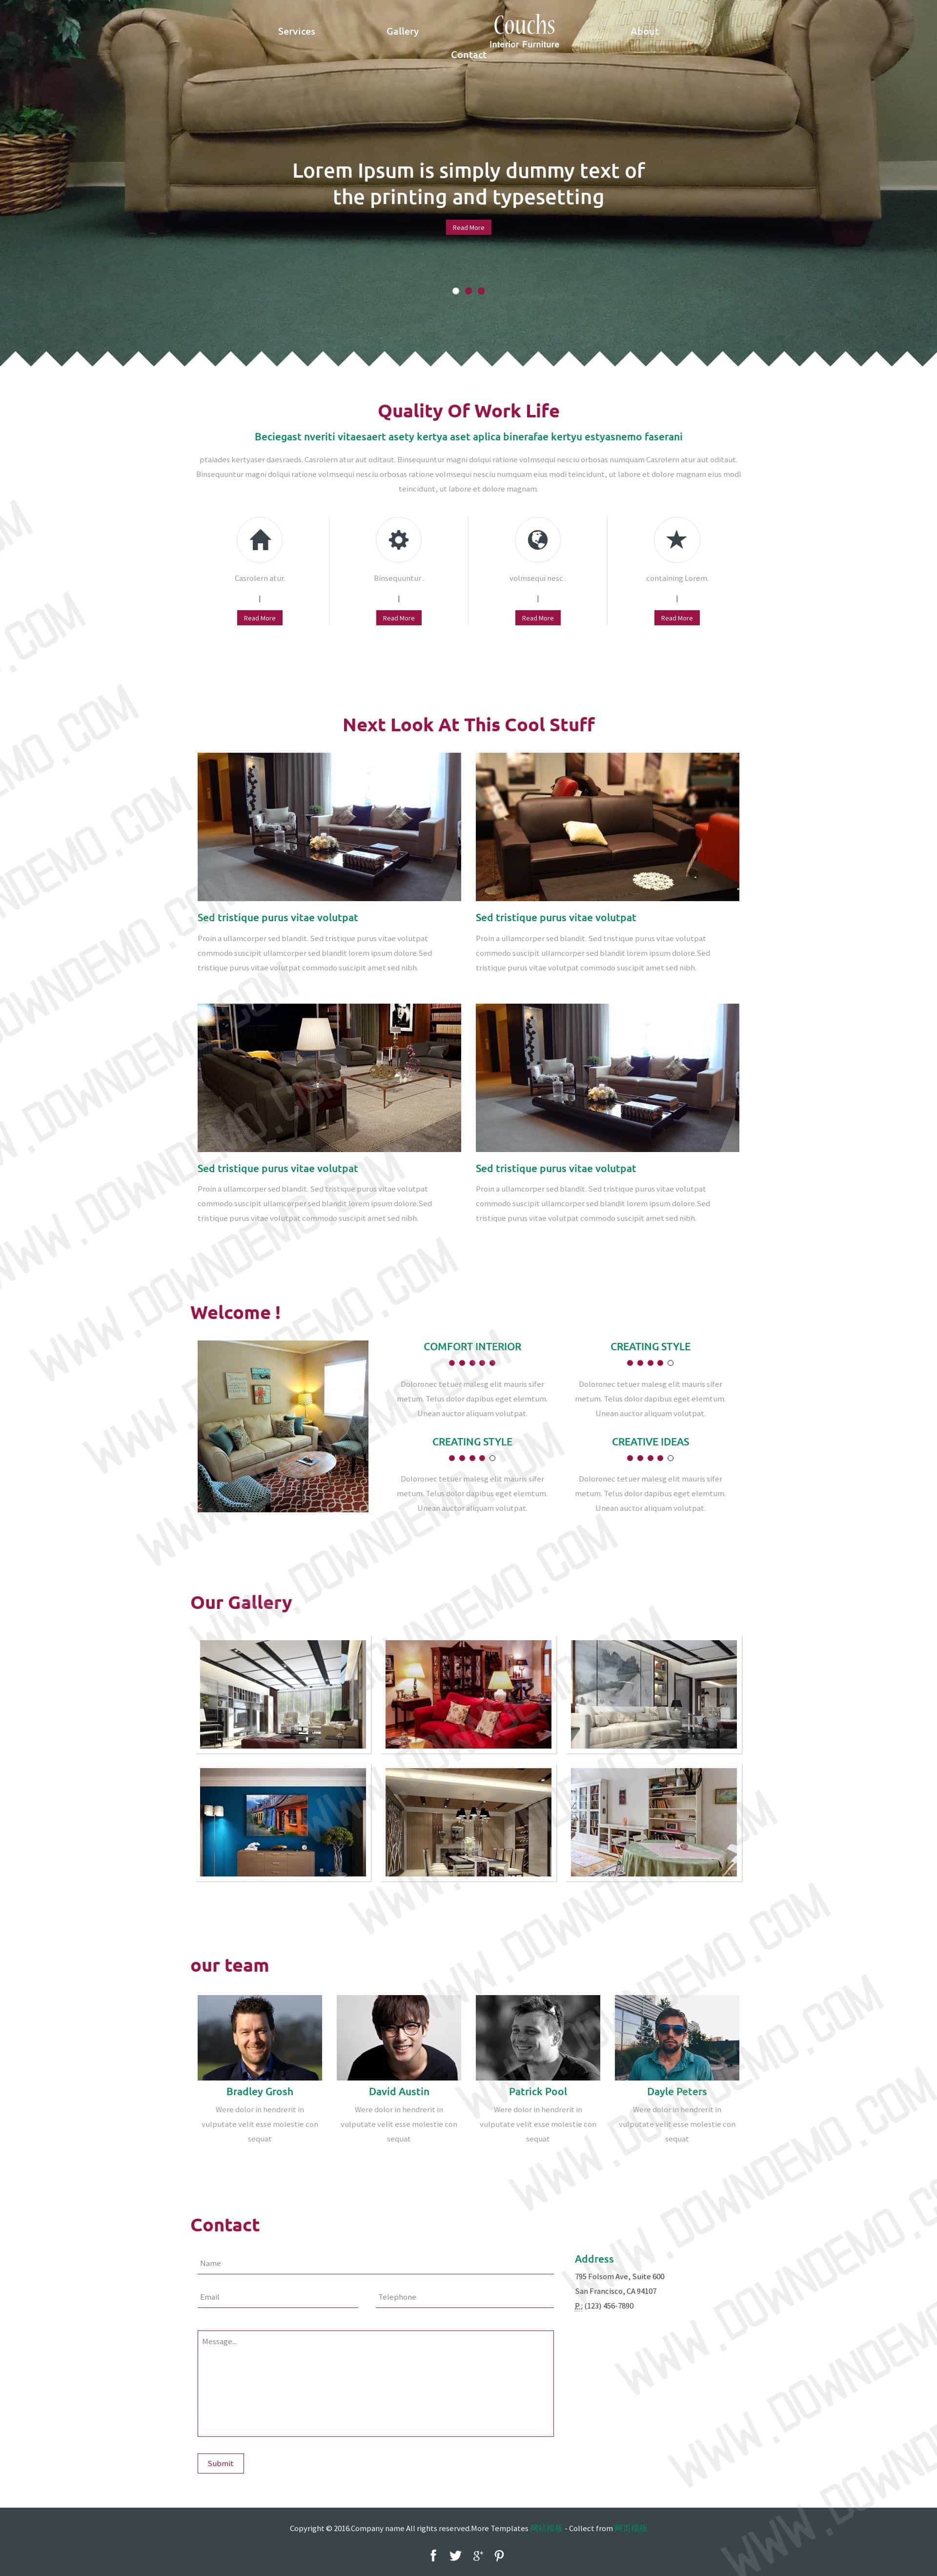 Services
Gallery
Couchs
Interior Furniture
About
Contact
Lorem Ipsum is simply dummy text of
the printing and typesetting
Read More
Quality Of Work Life
Beciegast nveriti vitaesaert asety kertya aset aplica binerafae kertyu estyasnemo faserani
ptaiades kertyaser daesraeds. Casrolern atur aut oditaut. Binsequuntur magni dolqui ratione volmsequi nesciu orbosas numquam Casrolern atur aut oditaut.
Binsequuntur magni dolqui ratione volmsequi nesciu orbosas ratione volmsequi nesciu numquam eius modi teincidunt, ut labore et dolore magnam eius modi
teincidunt, ut labore et dolore magnam.
Casrolern atur.
Binsequuntur .
volmsequi nesc .
containing Lorem.
Read More
Read More
Read More
Read More
Next Look At This Cool Stuff
Sed tristique purus vitae volutpat
Proin a ullamcorper sed blandit. Sed tristique purus vitae volutpat
commodo suscipit ullamcorper sed blandit lorem ipsum dolore.Sed
tristique purus vitae volutpat commodo suscipit amet sed nibh.
Sed tristique purus vitae volutpat
Proin a ullamcorper sed blandit. Sed tristique purus vitae volutpat
commodo suscipit ullamcorper sed blandit lorem ipsum dolore.Sed
tristique purus vitae volutpat commodo suscipit amet sed nibh.
Sed tristique purus vitae volutpat
Proin a ullamcorper sed blandit. Sed tristique purus vitae volutpat
commodo suscipit ullamcorper sed blandit lorem ipsum dolore.Sed
tristique purus vitae volutpat commodo suscipit amet sed nibh.
Sed tristique purus vitae volutpat
Proin a ullamcorper sed blandit. Sed tristique purus vitae volutpat
commodo suscipit ullamcorper sed blandit lorem ipsum dolore.Sed
tristique purus vitae volutpat commodo suscipit amet sed nibh.
Welcome !
COMFORT INTERIOR
Doloronec tetuer malesg elit mauris sifer
metum. Telus dolor dapibus eget elemtum.
Unean auctor aliquam volutpat.
CREATING STYLE
Doloronec tetuer malesg elit mauris sifer
metum. Telus dolor dapibus eget elemtum.
Unean auctor aliquam volutpat.
CREATING STYLE
Doloronec tetuer malesg elit mauris sifer
metum. Telus dolor dapibus eget elemtum.
Unean auctor aliquam volutpat.
CREATIVE IDEAS
Doloronec tetuer malesg elit mauris sifer
metum. Telus dolor dapibus eget elemtum.
Unean auctor aliquam volutpat.
Our Gallery
our team
Bradley Grosh
Were dolor in hendrerit in
vulputate velit esse molestie con
sequat
David Austin
Were dolor in hendrerit in
vulputate velit esse molestie con
sequat
Patrick Pool
Were dolor in hendrerit in
vulputate velit esse molestie con
sequat
Dayle Peters
Were dolor in hendrerit in
vulputate velit esse molestie con
sequat
Contact
Name
Email
Telephone
Message...
Submit
Address
795 Folsom Ave, Suite 600
San Francisco, CA 94107
P.: (123) 456-7890
Copyright © 2016.Company name All rights reserved.More Templates - Collect from
WWW.DOWNDEMO.COM